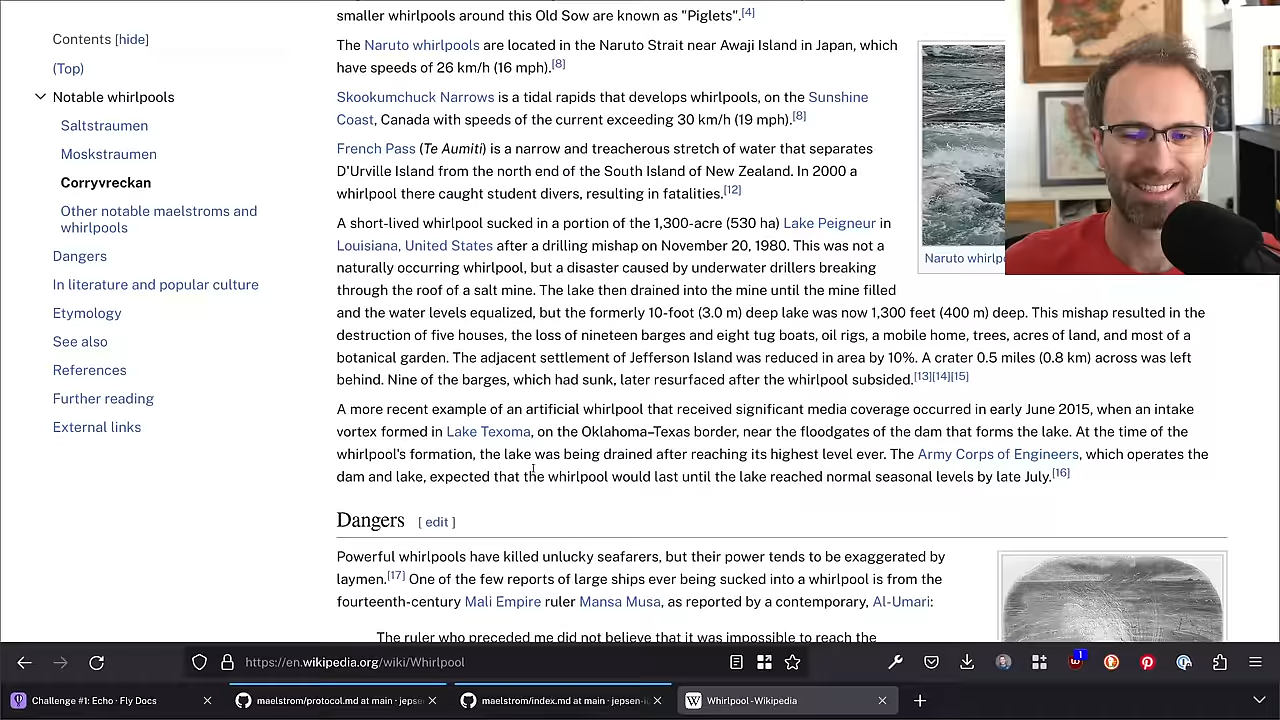 smaller whirlpools around this Old Sow are known as "Piglets".[4]
Contents [hide]
(Top)
Notable whirlpools
Saltstraumen
Moskstraumen
Corryvreckan
Other notable maelstroms and
whirlpools
Dangers
In literature and popular culture
Etymology
See also
References
Further reading
External links
The Naruto whirlpools are located in the Naruto Strait near Awaji Island in Japan, which
have speeds of 26 km/h (16 mph).[8]
Skookumchuck Narrows is a tidal rapids that develops whirlpools, on the Sunshine
Coast, Canada with speeds of the current exceeding 30 km/h (19 mph).[8]
French Pass (Te Aumiti) is a narrow and treacherous stretch of water that separates
D'Urville Island from the north end of the South Island of New Zealand. In 2000 a
whirlpool there caught student divers, resulting in fatalities.[12]
A short-lived whirlpool sucked in a portion of the 1,300-acre (530 ha) Lake Peigneur in
Louisiana, United States after a drilling mishap on November 20, 1980. This was not a
naturally occurring whirlpool, but a disaster caused by underwater drillers breaking
through the roof of a salt mine. The lake then drained into the mine until the mine filled
and the water levels equalized, but the formerly 10-foot (3.0 m) deep lake was now 1,300 feet (400 m) deep. This mishap resulted in the
destruction of five houses, the loss of nineteen barges and eight tug boats, oil rigs, a mobile home, trees, acres of land, and most of a
botanical garden. The adjacent settlement of Jefferson Island was reduced in area by 10%. A crater 0.5 miles (0.8 km) across was left
behind. Nine of the barges, which had sunk, later resurfaced after the whirlpool subsided.[13][14][15]
Naruto whirlp
A more recent example of an artificial whirlpool that received significant media coverage occurred in early June 2015, when an intake
vortex formed in Lake Texoma, on the Oklahoma–Texas border, near the floodgates of the dam that forms the lake. At the time of the
whirlpool's formation, the lake was being drained after reaching its highest level ever. The Army Corps of Engineers, which operates the
dam and lake, expected that the whirlpool would last until the lake reached normal seasonal levels by late July.[16]
Dangers [ edit ]
Powerful whirlpools have killed unlucky seafarers, but their power tends to be exaggerated by
laymen.[17] One of the few reports of large ships ever being sucked into a whirlpool is from the
fourteenth-century Mali Empire ruler Mansa Musa, as reported by a contemporary, Al-Umari:
The ruler who preceded me did not believe that it was impossible to reach the
https://en.wikipedia.org/wiki/Whirlpool
1
Challenge #1: Echo · Fly Docs
maelstrom/protocol.md at main · jepse
maelstrom/index.md at main · jepsen-i
W Whirlpool - Wikipedia